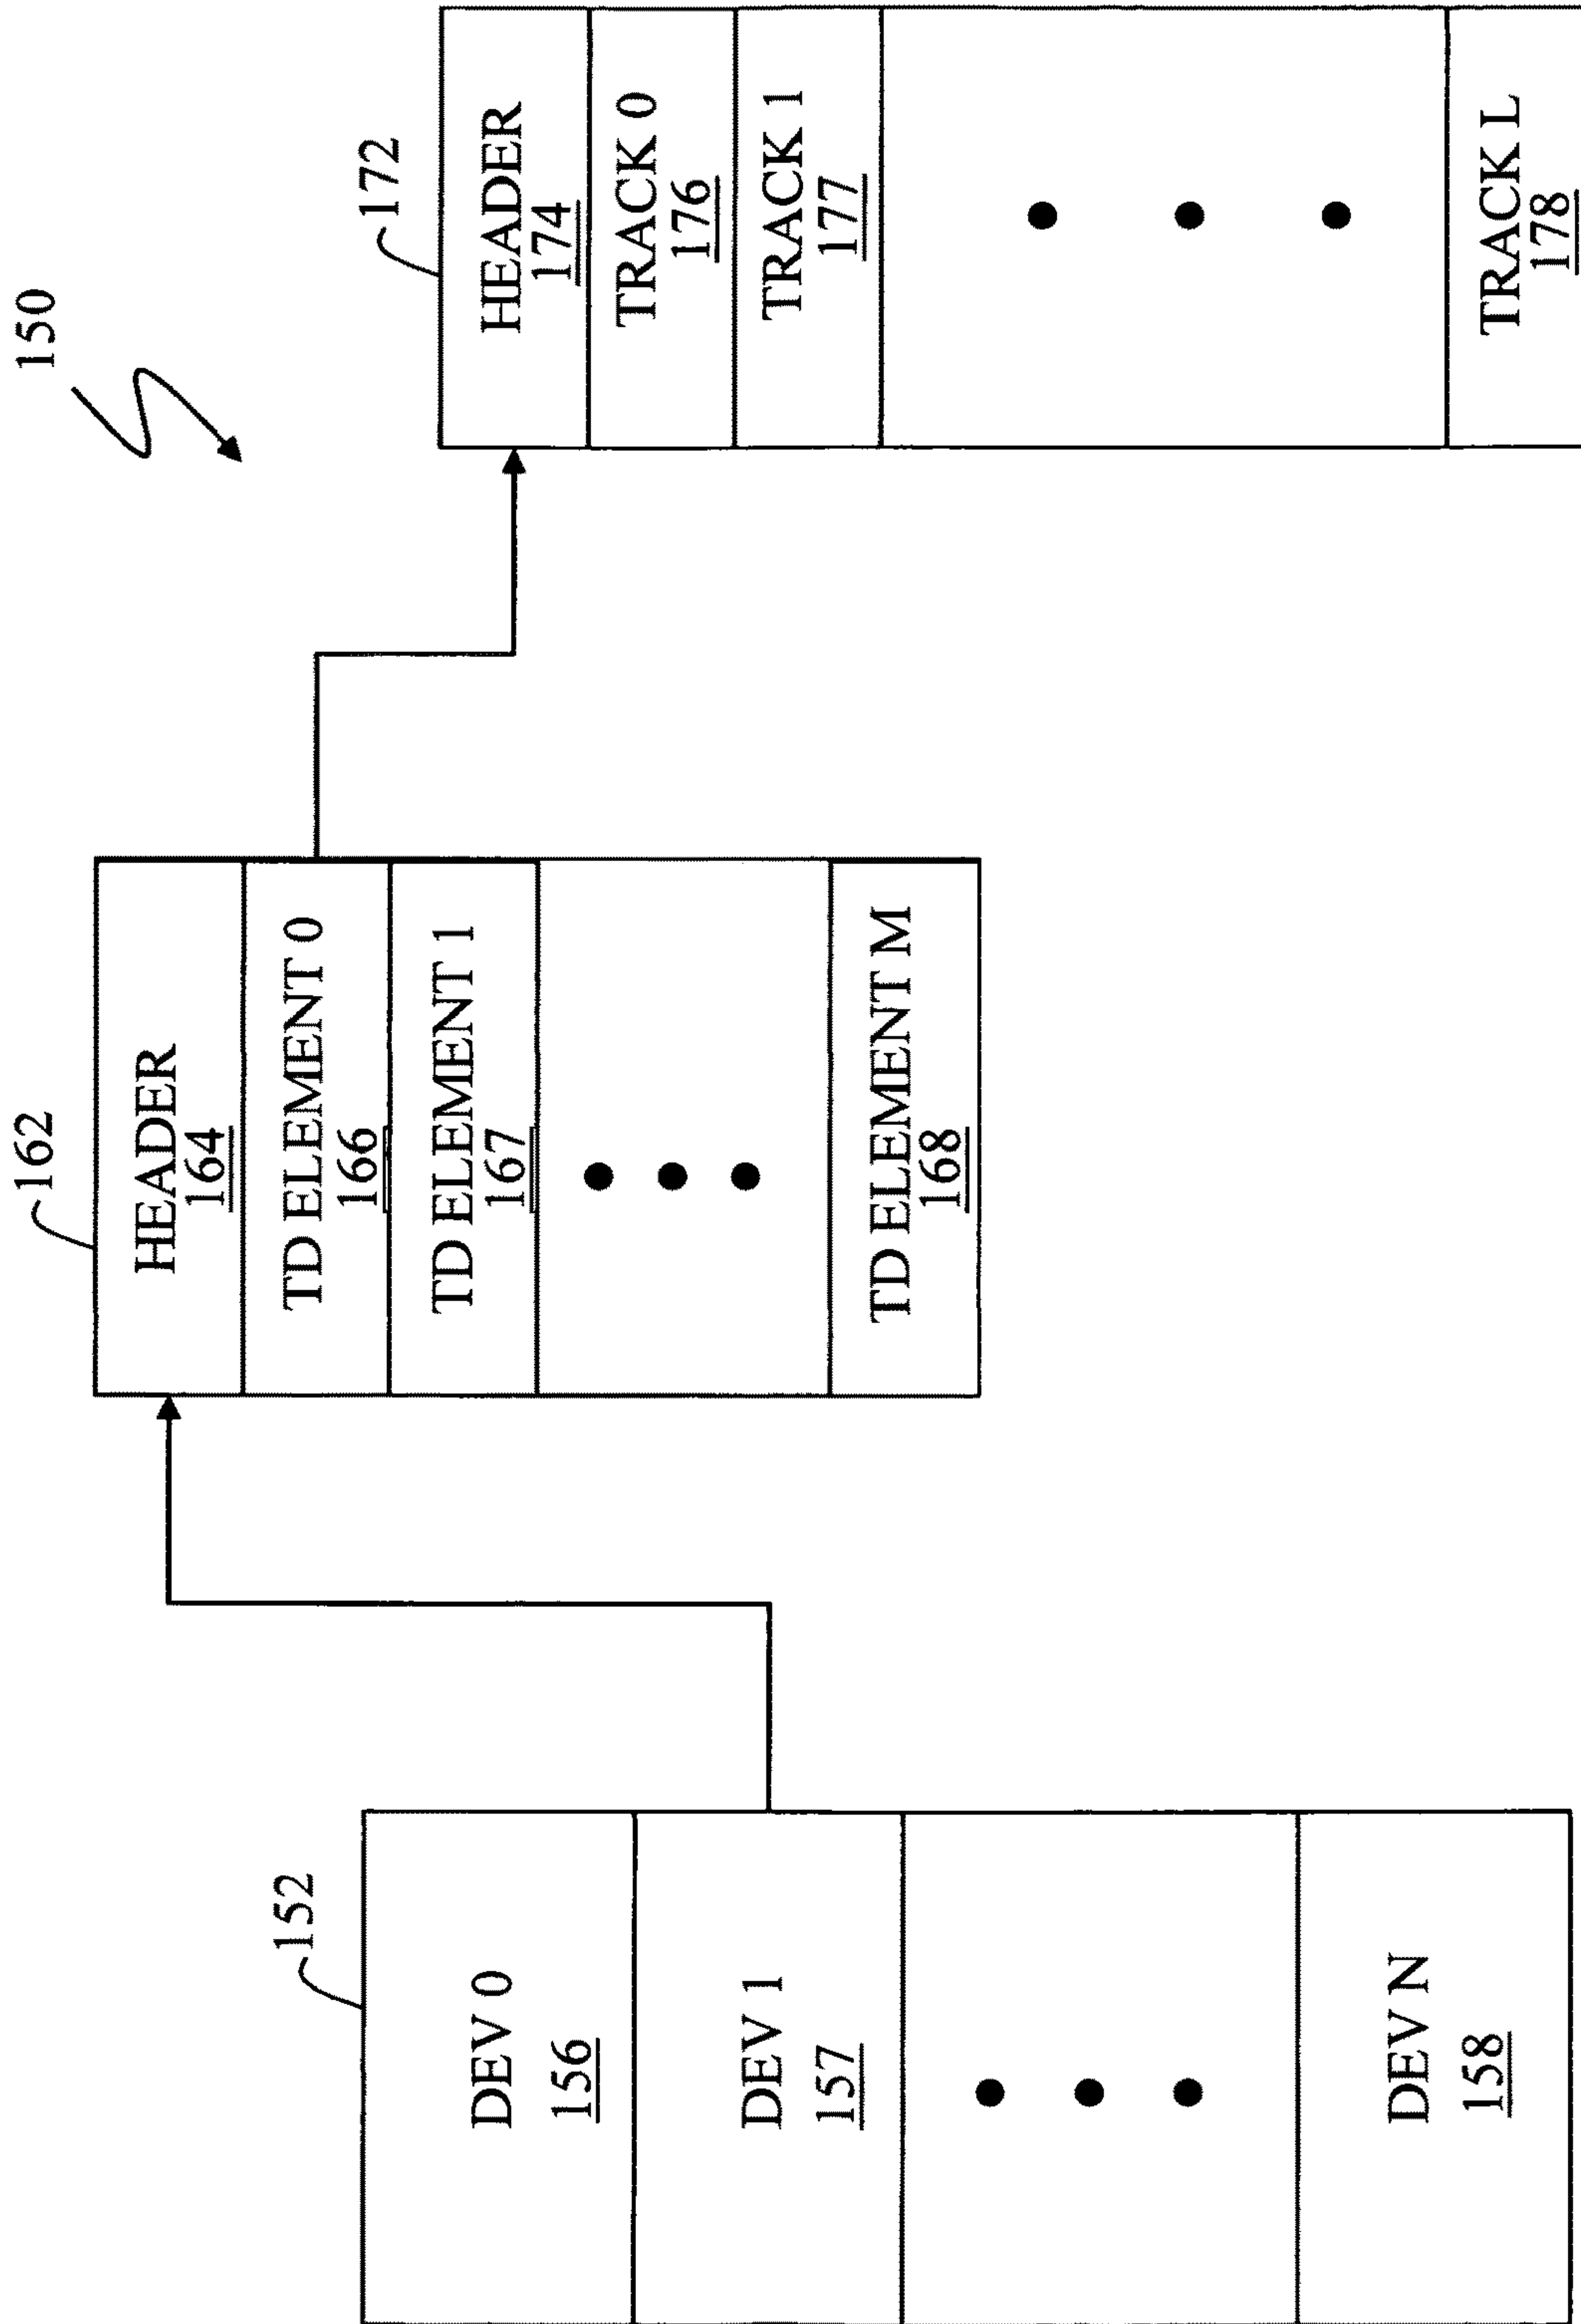 150
152
DEV 0
156
DEV 1
157
DEV N
158
162
HEADER
164
TD ELEMENT 0
166
TD ELEMENT 1
167
TD ELEMENT M
168
172
HEADER
174
TRACK 0
176
TRACK 1
177
TRACK L
178